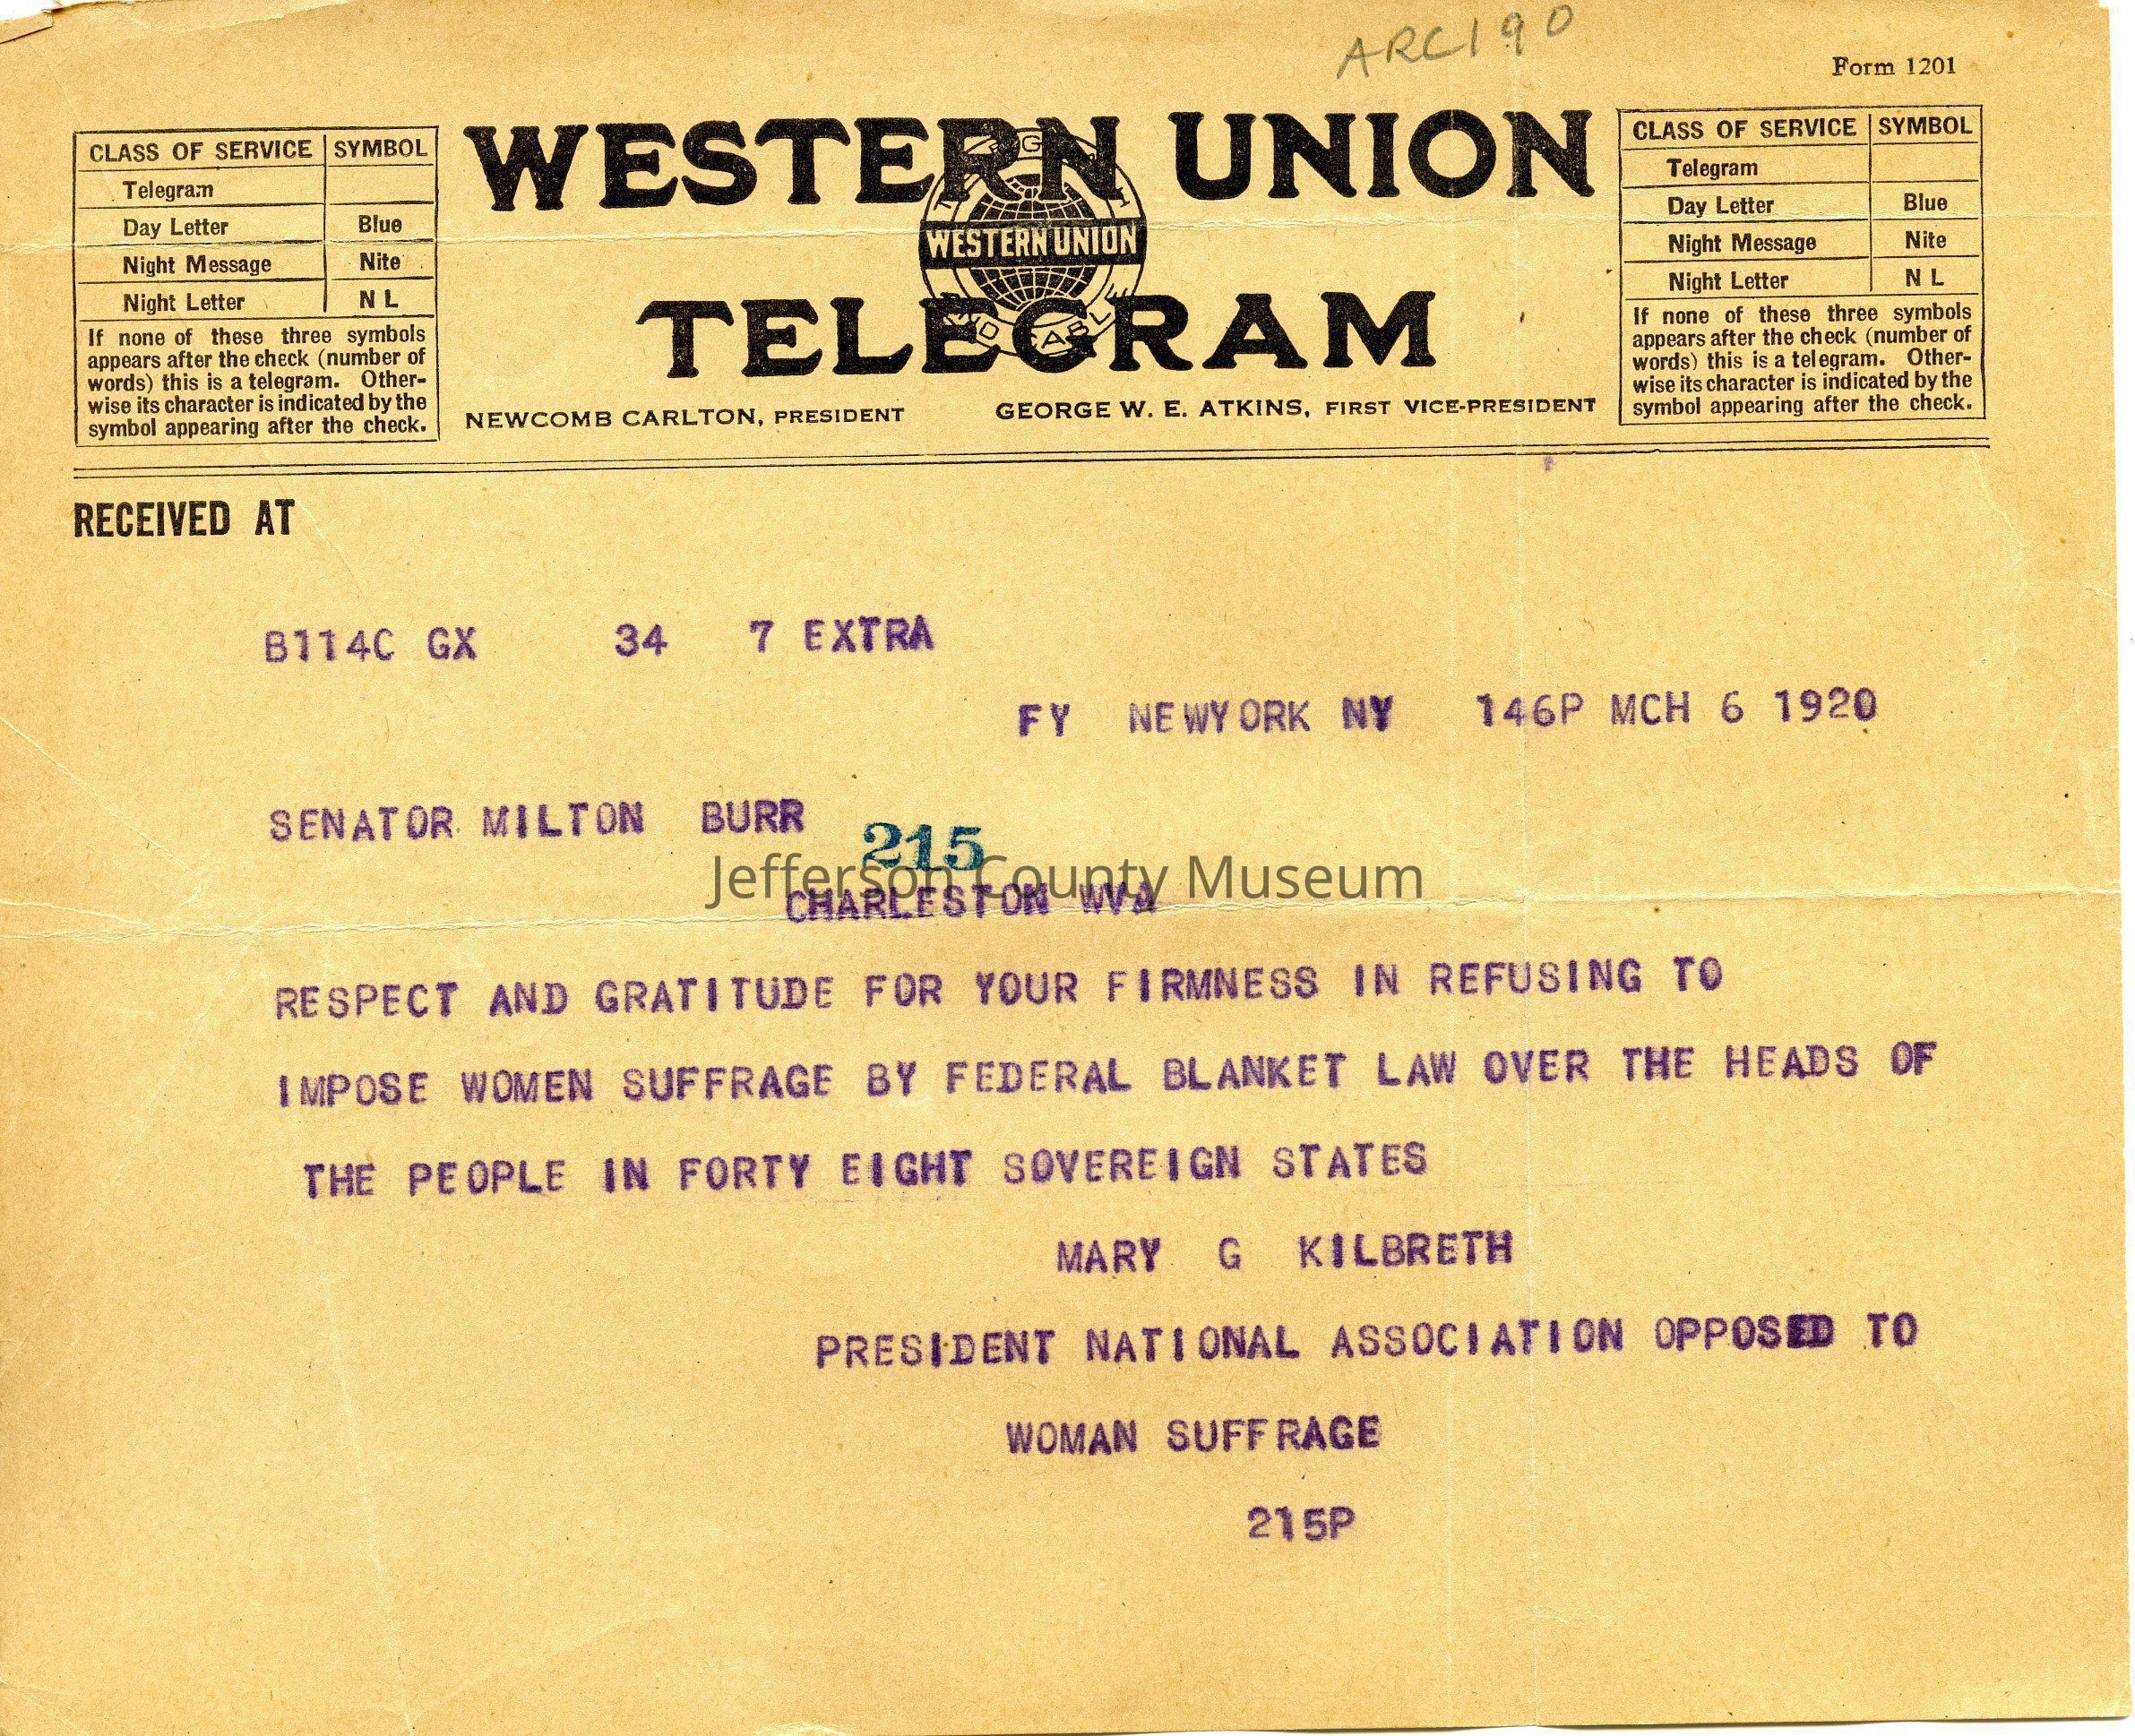 ARC190
Form 1201
CLASS OF SERVICE SYMBOL
Telegram
Day Letter Blue
Night Message Nite
Night Letter N L
If none of these three symbols
appears after the check (number of
words) this is a telegram. Other-
wise its character is indicated by the
symbol appearing after the check.
WESTERN UNION
WESTERN UNION
TELEGRAM
NEWCOMB CARLTON, PRESIDENT GEORGE W. E. ATKINS, FIRST VICE-PRESIDENT
CLASS OF SERVICE SYMBOL
Telegram
Day Letter Blue
Night Message Nite
Night Letter N L
If none of these three symbols
appears after the check (number of
words) this is a telegram. Other-
wise its character is indicated by the
symbol appearing after the check.
RECEIVED AT
B114C GX 34 7 EXTRA
FY NEWYORK NY 146P MCH 6 1920
SENATOR MILTON BURR
215
Jefferson County Museum
CHARLESTON WVA
RESPECT AND GRATITUDE FOR YOUR FIRMNESS IN REFUSING TO
IMPOSE WOMEN SUFFRAGE BY FEDERAL BLANKET LAW OVER THE HEADS OF
THE PEOPLE IN FORTY EIGHT SOVEREIGN STATES
MARY G KILBRETH
PRESIDENT NATIONAL ASSOCIATION OPPOSED TO
WOMAN SUFFRAGE
215P